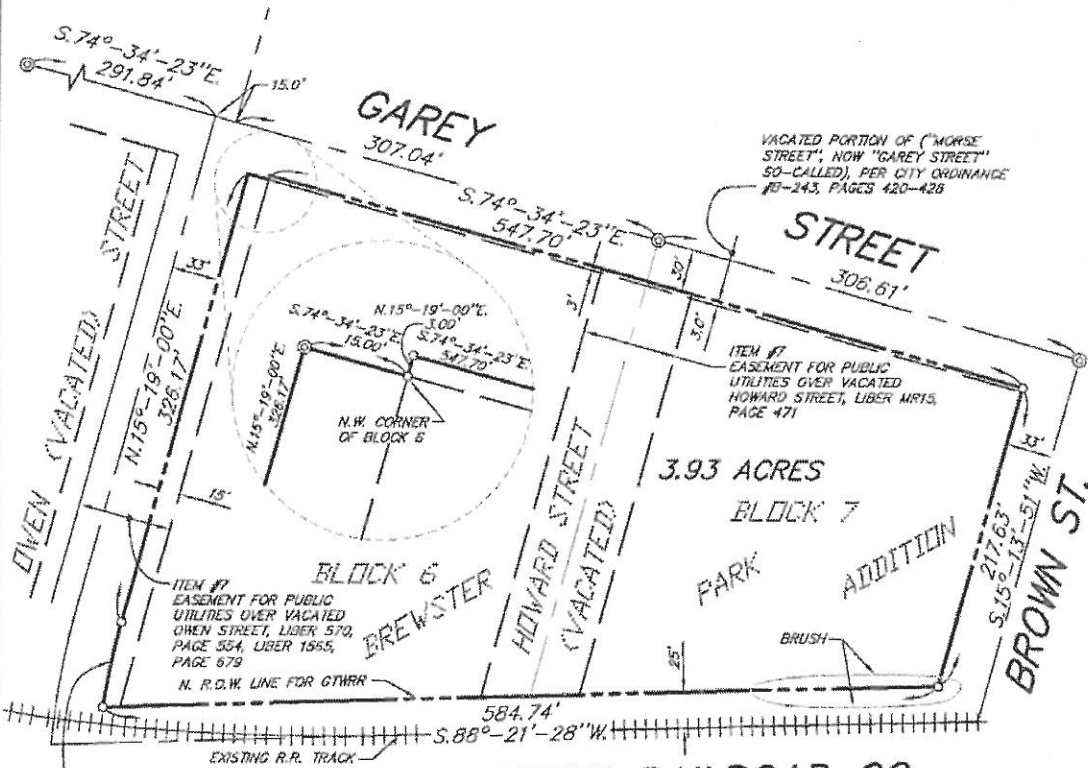 S.74°-34'-23"E.
291.84'
15.0'
GAREY
307.04'
S.74°-34'-23"E.
547.70'
VACATED PORTION OF ("MORSE
STREET", NOW "GAREY STREET"
SO-CALLED), PER CITY ORDINANCE
#B-243, PAGES 420-428
STREET
306.61'
OWEN (VACATED) STREET
33'
N.15°-19'-00"E.
326.17'
15'
S.74°-34'-23"E.
15.00'
N.15°-19'-00"E.
3.00'
S.74°-34'-23"E.
547.70'
N.15°-19'-00"E.
326.17'
N.W. CORNER
OF BLOCK 6
3'
30'
3.0'
ITEM #7
EASEMENT FOR PUBLIC
UTILITIES OVER VACATED
HOWARD STREET, LIBER MR15,
PAGE 471
3.93 ACRES
BLOCK 7
PARK
ADDITION
33'
217.63'
S.15°-13'-51"W.
BROWN ST.
HOWARD STREET
(VACATED)
BLOCK 6
BREWSTER
ITEM #7
EASEMENT FOR PUBLIC
UTILITIES OVER VACATED
OWEN STREET, LIBER 570,
PAGE 554, LIBER 1555,
PAGE 679
N. R.O.W. LINE FOR GTWRR
25'
BRUSH
584.74'
S.88°-21'-28"W.
EXISTING R.R. TRACK
RAILROAD CO.